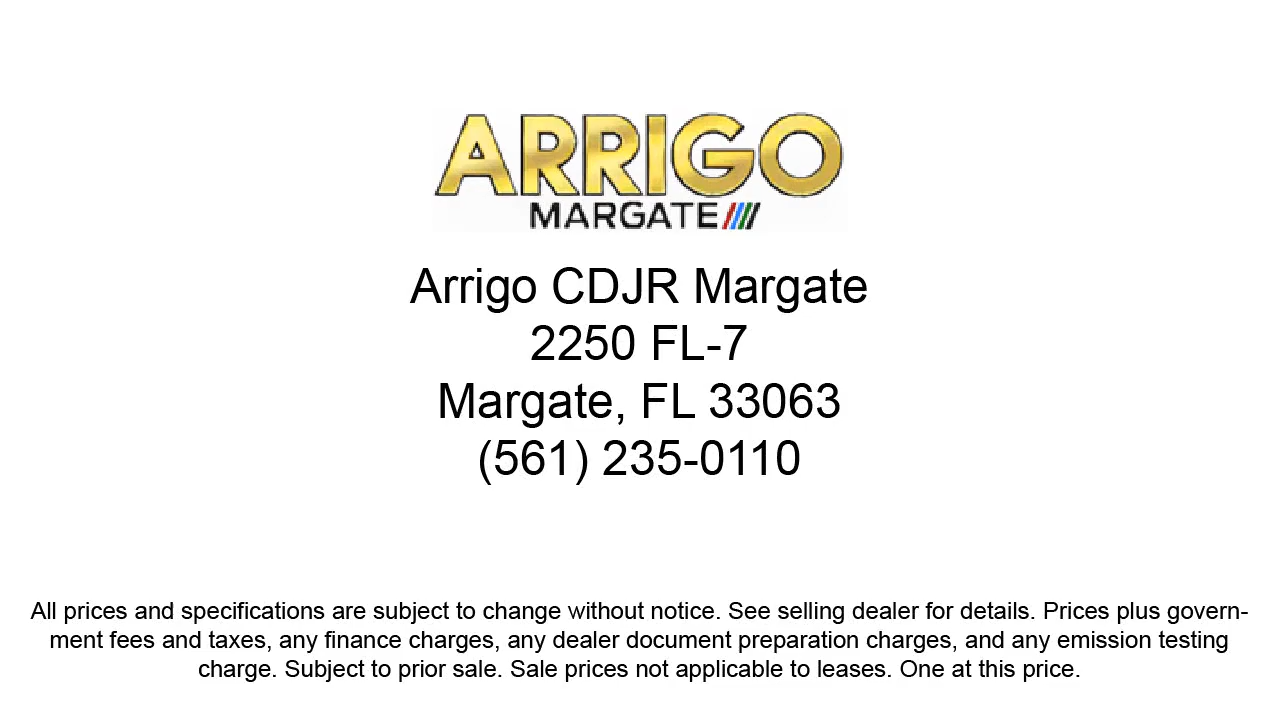 ARRIGO
MARGATE
Arrigo CDJR Margate
2250 FL-7
Margate, FL 33063
(561) 235-0110
All prices and specifications are subject to change without notice. See selling dealer for details. Prices plus govern-
ment fees and taxes, any finance charges, any dealer document preparation charges, and any emission testing
charge. Subject to prior sale. Sale prices not applicable to leases. One at this price.